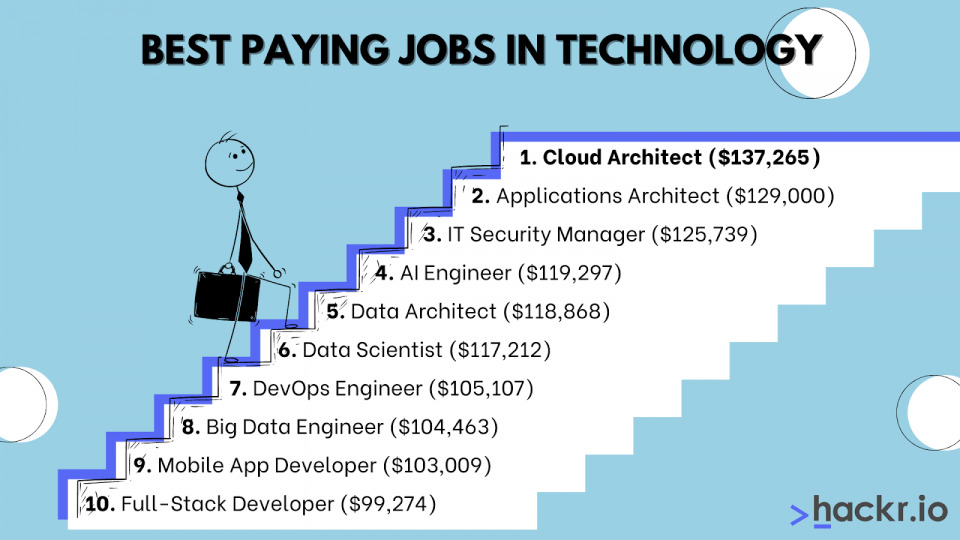 BEST PAYING JOBS IN TECHNOLOGY
1. Cloud Architect ($137,265)
2. Applications Architect ($129,000)
3. IT Security Manager ($125,739)
4. AI Engineer ($119,297)
5. Data Architect ($118,868)
6. Data Scientist ($117,212)
7. DevOps Engineer ($105,107)
8. Big Data Engineer ($104,463)
9. Mobile App Developer ($103,009)
10. Full-Stack Developer ($99,274)
>hackr.io